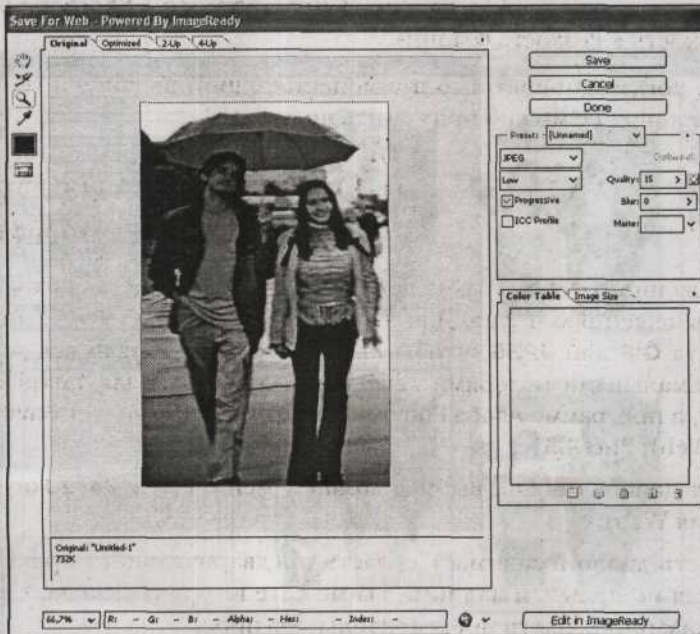 Save For Web - Powered By ImageReady
Original Optimized 2-Up 4-Up
Save
Cancel
Done
Preset: [Unnamed]
JPEG
Low Quality: 15
Progressive Blur: 0
ICC Profile Matte:
Color Table Image Size
Original: "Untitled-1"
732K
66,7% R: -- G: -- B: -- Alpha: -- Hex: -- Index: --
Edit in ImageReady